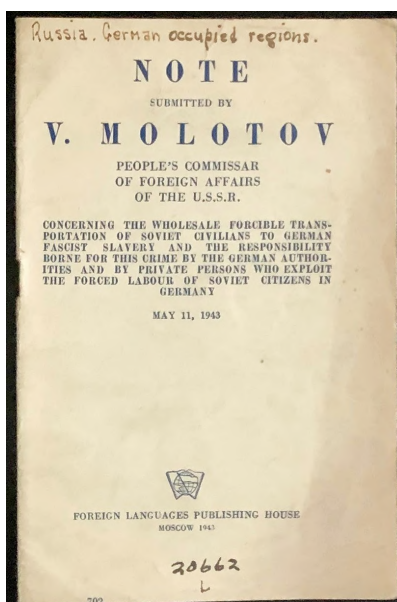 Russia. German occupied regions.
NOTE
SUBMITTED BY
V. MOLOTOV
PEOPLE'S COMMISSAR
OF FOREIGN AFFAIRS
OF THE U.S.S.R.
CONCERNING THE WHOLESALE FORCIBLE TRANS-
PORTATION OF SOVIET CIVILIANS TO GERMAN
FASCIST SLAVERY AND THE RESPONSIBILITY
BORNE FOR THIS CRIME BY THE GERMAN AUTHOR-
ITIES AND BY PRIVATE PERSONS WHO EXPLOIT
THE FORCED LABOUR OF SOVIET CITIZENS IN
GERMANY
MAY 11, 1943
FOREIGN LANGUAGES PUBLISHING HOUSE
MOSCOW 1943
20662
L